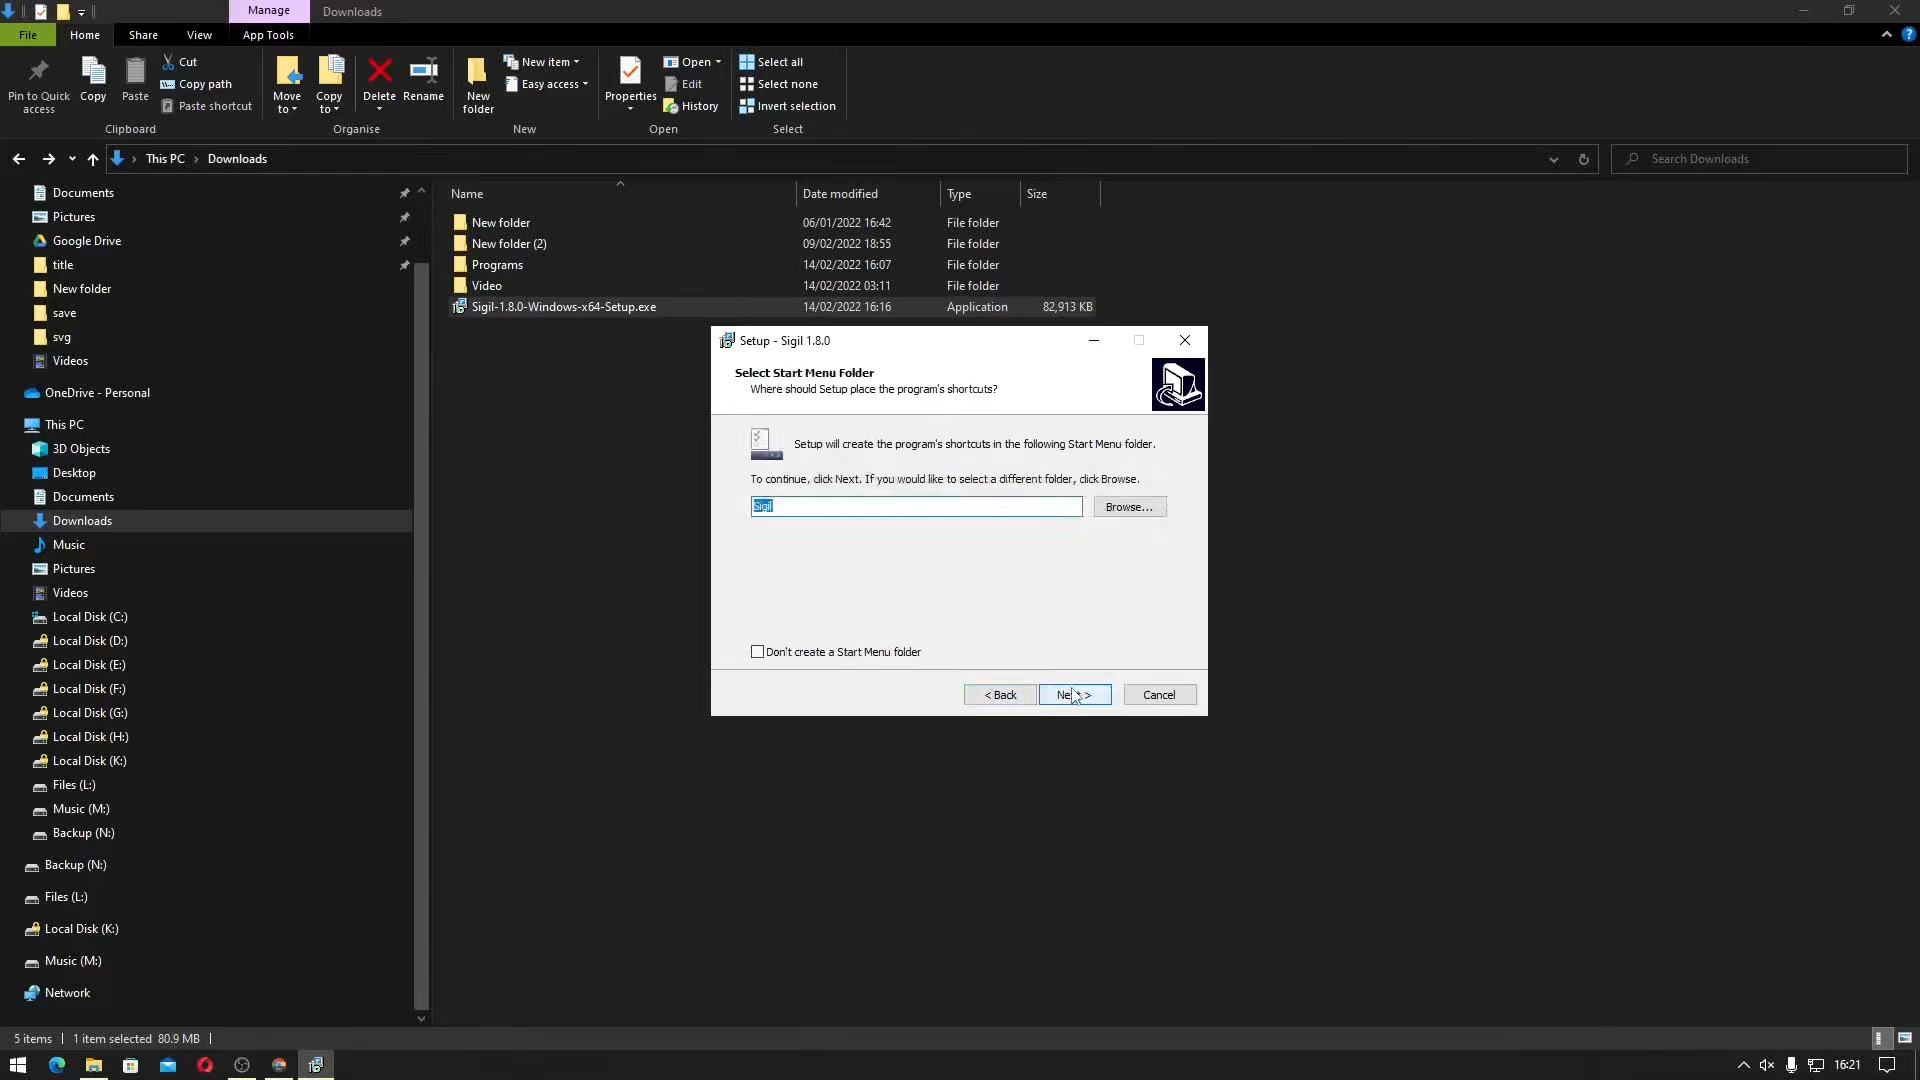 Manage
Downloads
File
Home
Share
View
App Tools
Pin to Quick access
Copy
Paste
Cut
Copy path
Paste shortcut
Clipboard
Move to
Copy to
Delete
Rename
Organise
New folder
New item
Easy access
New
Properties
Open
Edit
History
Open
Select all
Select none
Invert selection
Select
This PC
Downloads
Search Downloads
Documents
Pictures
Google Drive
title
New folder
save
svg
Videos
OneDrive - Personal
This PC
3D Objects
Desktop
Documents
Downloads
Music
Pictures
Videos
Local Disk (C:)
Local Disk (D:)
Local Disk (E:)
Local Disk (F:)
Local Disk (G:)
Local Disk (H:)
Local Disk (K:)
Files (L:)
Music (M:)
Backup (N:)
Backup (N:)
Files (L:)
Local Disk (K:)
Music (M:)
Network
Name Date modified Type Size
New folder 06/01/2022 16:42 File folder
New folder (2) 09/02/2022 18:55 File folder
Programs 14/02/2022 16:07 File folder
Video 14/02/2022 03:11 File folder
Sigil-1.8.0-Windows-x64-Setup.exe 14/02/2022 16:16 Application 82,913 KB
Setup - Sigil 1.8.0
Select Start Menu Folder
Where should Setup place the program's shortcuts?
Setup will create the program's shortcuts in the following Start Menu folder.
To continue, click Next. If you would like to select a different folder, click Browse.
Sigil
Browse...
Don't create a Start Menu folder
< Back
Next >
Cancel
5 items
1 item selected 80.9 MB
16:21